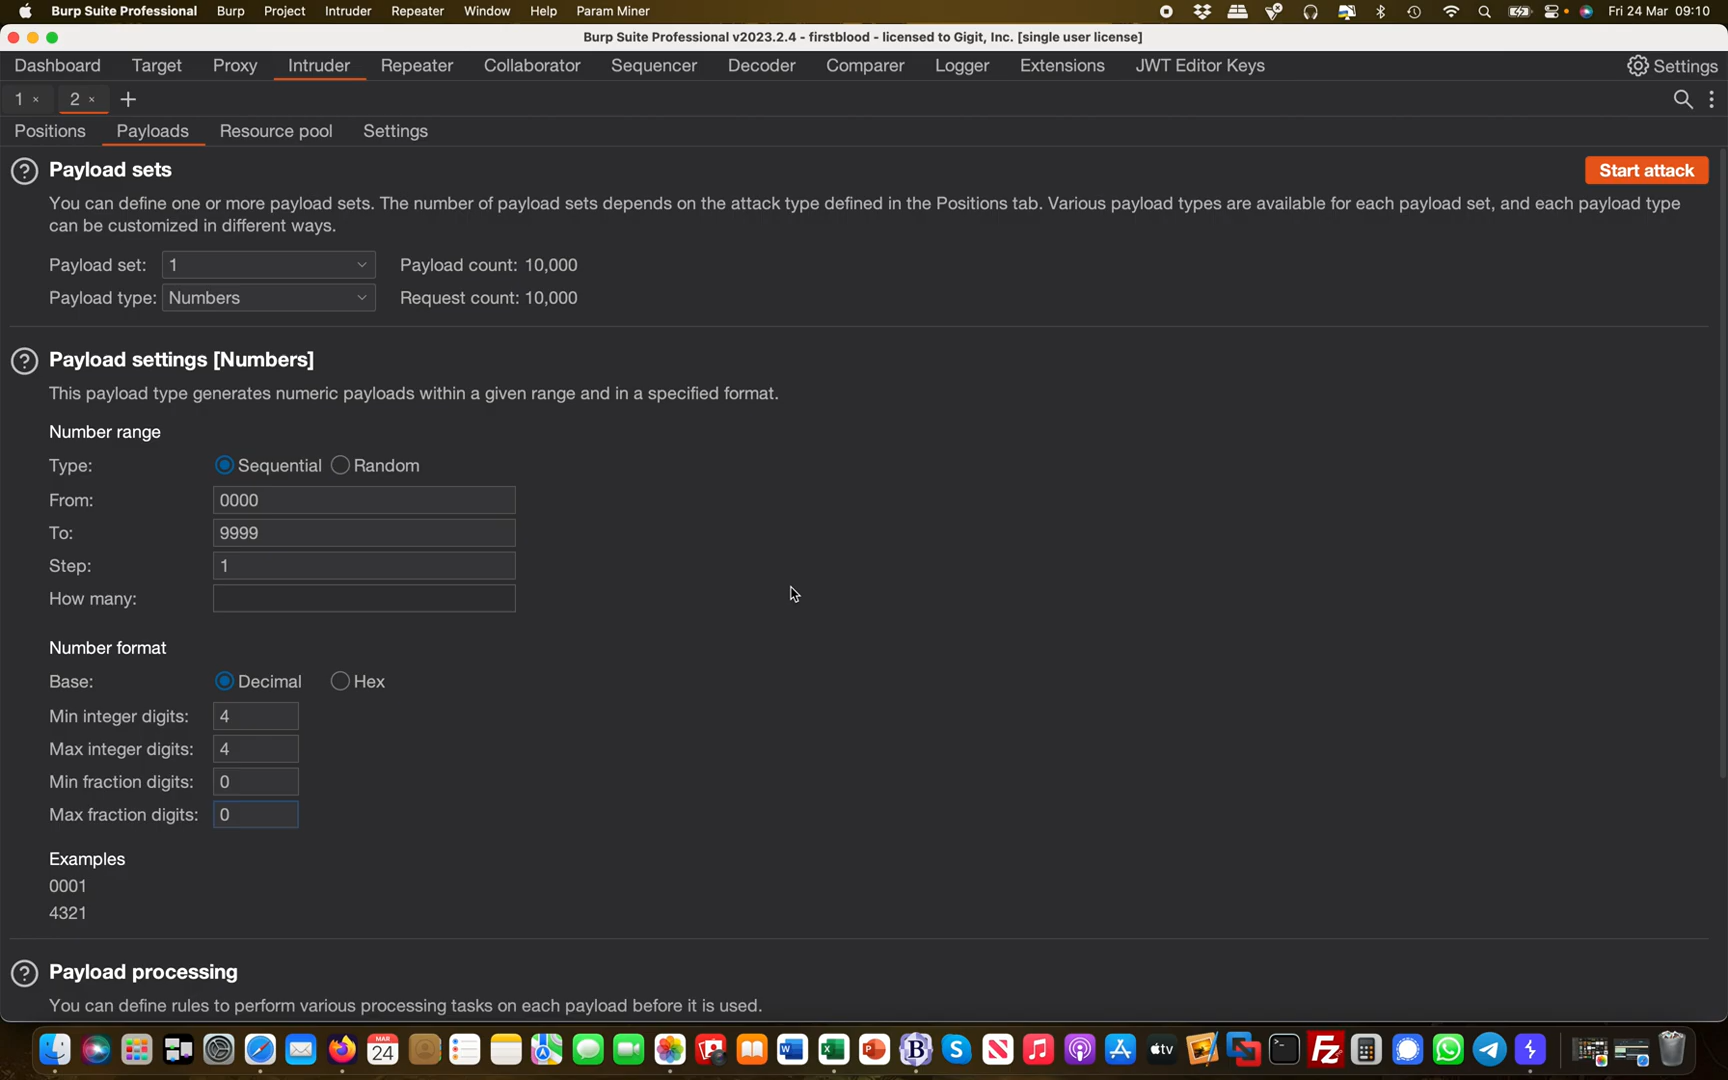 Burp Suite Professional Burp Project Intruder Repeater Window Help Param Miner Fri 24 Mar 09:10
Burp Suite Professional v2023.2.4 - firstblood - licensed to Gigit, Inc. [single user license]
Dashboard Target Proxy Intruder Repeater Collaborator Sequencer Decoder Comparer Logger Extensions JWT Editor Keys Settings
1 × 2 × +
Positions Payloads Resource pool Settings
? Payload sets Start attack
You can define one or more payload sets. The number of payload sets depends on the attack type defined in the Positions tab. Various payload types are available for each payload set, and each payload type
can be customized in different ways.
Payload set: 1 Payload count: 10,000
Payload type: Numbers Request count: 10,000
? Payload settings [Numbers]
This payload type generates numeric payloads within a given range and in a specified format.
Number range
Type: Sequential Random
From: 0000
To: 9999
Step: 1
How many:
Number format
Base: Decimal Hex
Min integer digits: 4
Max integer digits: 4
Min fraction digits: 0
Max fraction digits: 0
Examples
0001
4321
? Payload processing
You can define rules to perform various processing tasks on each payload before it is used.
MAR
24
tv